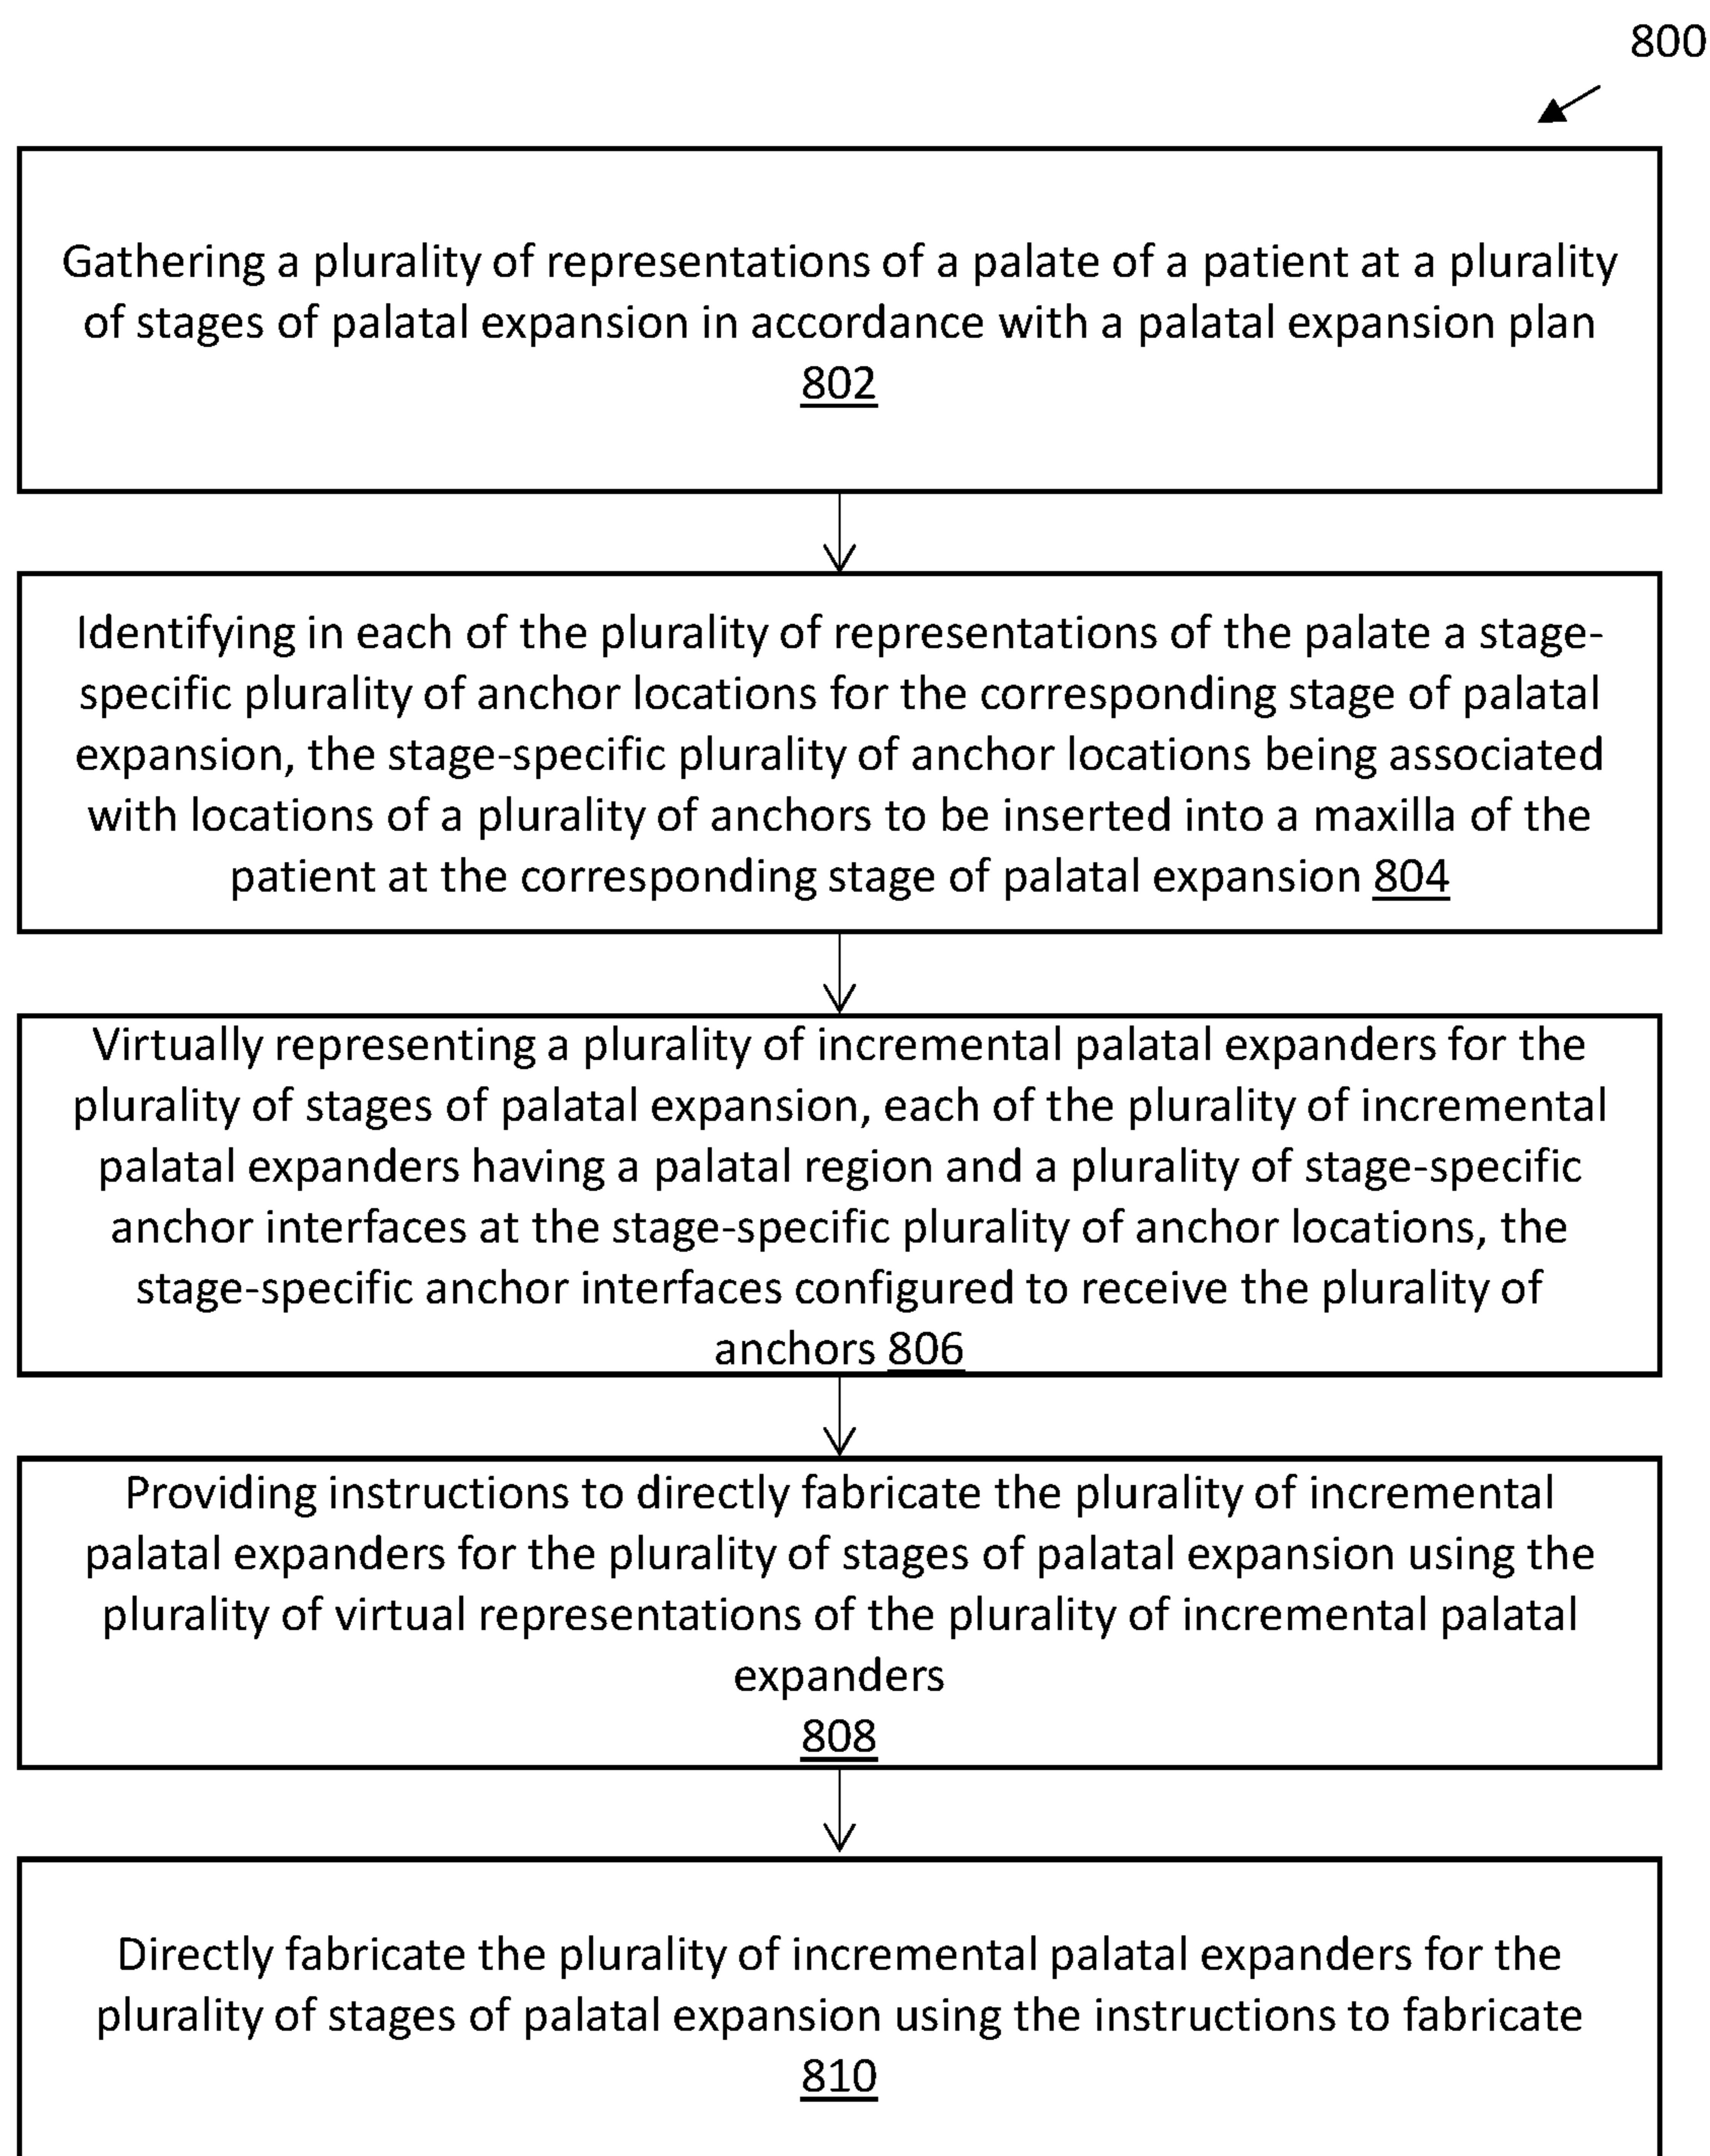 800
Gathering a plurality of representations of a palate of a patient at a plurality
of stages of palatal expansion in accordance with a palatal expansion plan
802
Identifying in each of the plurality of representations of the palate a stage-
specific plurality of anchor locations for the corresponding stage of palatal
expansion, the stage-specific plurality of anchor locations being associated
with locations of a plurality of anchors to be inserted into a maxilla of the
patient at the corresponding stage of palatal expansion 804
Virtually representing a plurality of incremental palatal expanders for the
plurality of stages of palatal expansion, each of the plurality of incremental
palatal expanders having a palatal region and a plurality of stage-specific
anchor interfaces at the stage-specific plurality of anchor locations, the
stage-specific anchor interfaces configured to receive the plurality of
anchors 806
Providing instructions to directly fabricate the plurality of incremental
palatal expanders for the plurality of stages of palatal expansion using the
plurality of virtual representations of the plurality of incremental palatal
expanders
808
Directly fabricate the plurality of incremental palatal expanders for the
plurality of stages of palatal expansion using the instructions to fabricate
810